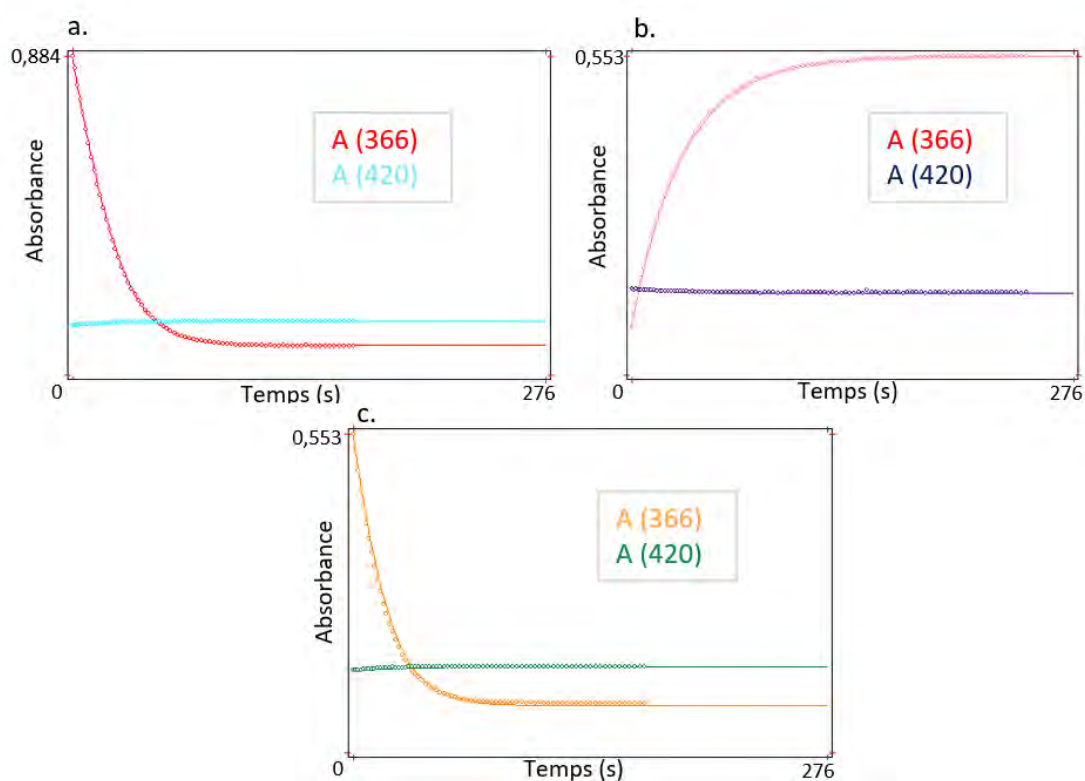 a.
0,884
Absorbance
A (366)
A (420)
0
Temps (s)
276
b.
0,553
Absorbance
A (366)
A (420)
0
Temps (s)
276
c.
0,553
Absorbance
A (366)
A (420)
0
Temps (s)
276